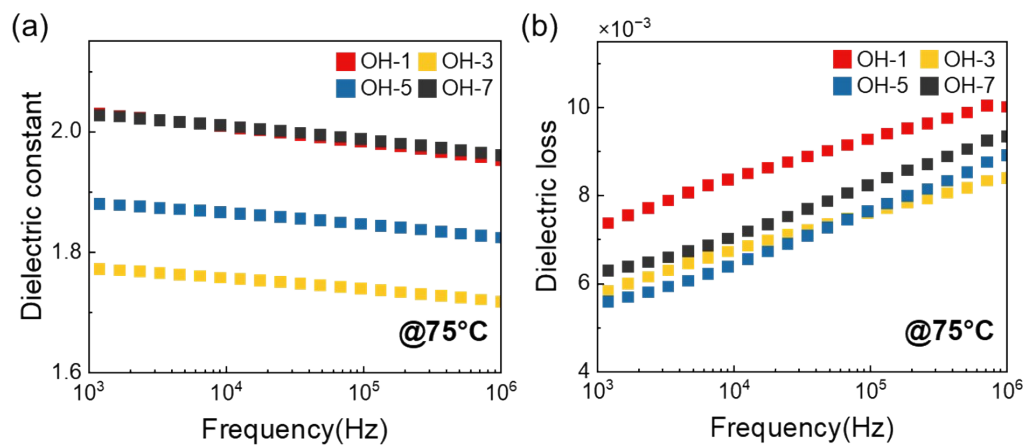 (a)
Dielectric constant
2.0
1.8
1.6
OH-1 OH-3
OH-5 OH-7
@75°C
10³ 10⁴ 10⁵ 10⁶
Frequency(Hz)
(b)
×10⁻³
Dielectric loss
10
8
6
4
OH-1 OH-3
OH-5 OH-7
@75°C
10³ 10⁴ 10⁵ 10⁶
Frequency(Hz)